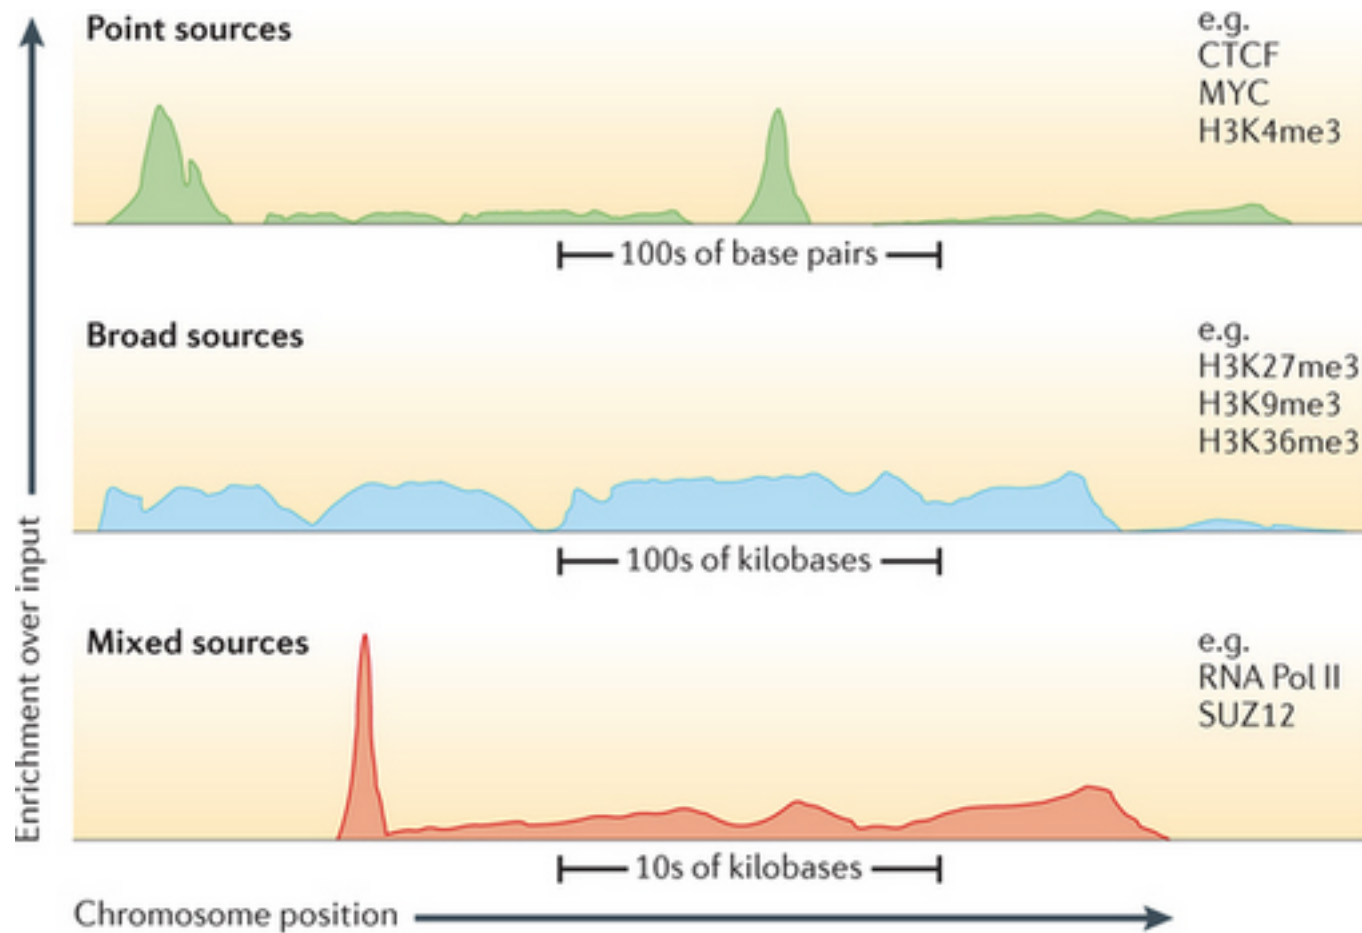 Point sources
e.g.
CTCF
MYC
H3K4me3
100s of base pairs
Broad sources
e.g.
H3K27me3
H3K9me3
H3K36me3
100s of kilobases
Mixed sources
e.g.
RNA Pol II
SUZ12
10s of kilobases
Enrichment over input
Chromosome position